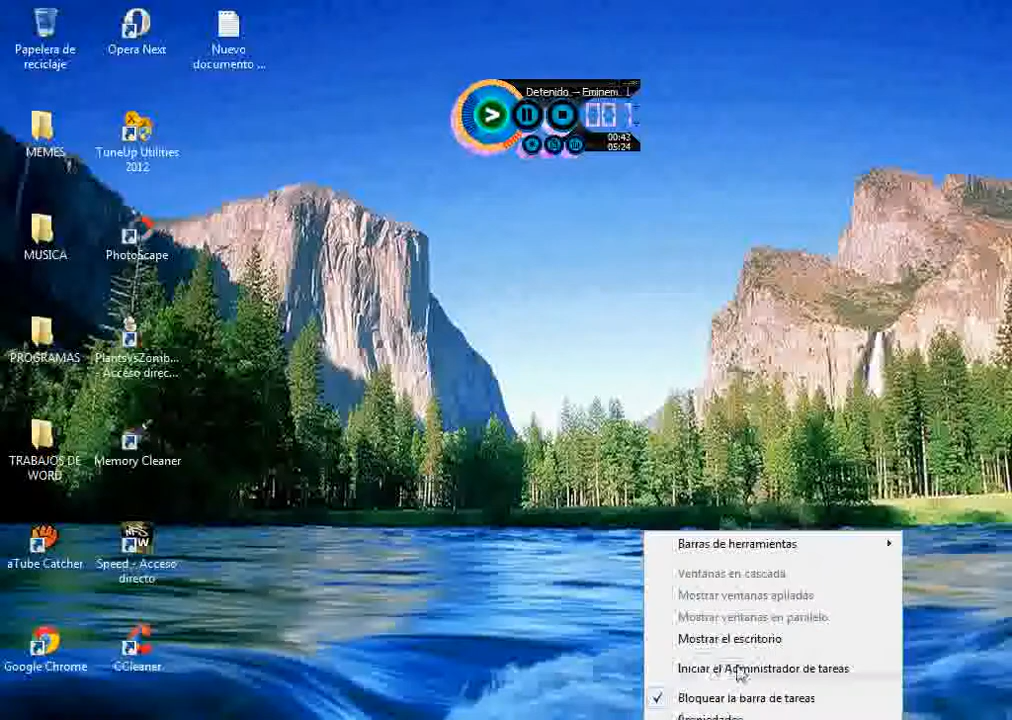 Papelera de
reciclaje
Opera Next
Nuevo
documento ...
Detenido → Eminem
00:43
05:24
MEMES
TuneUp Utilities
2012
MUSICA
PhotoScape
PROGRAMAS
PlantsvsZomb...
- Acceso direc...
TRABAJOS DE
WORD
Memory Cleaner
aTube Catcher
Speed - Acceso
directo
Google Chrome
CCleaner
Barras de herramientas
Ventanas en cascada
Mostrar ventanas apiladas
Mostrar ventanas en paralelo
Mostrar el escritorio
Iniciar el Administrador de tareas
Bloquear la barra de tareas
Propiedades